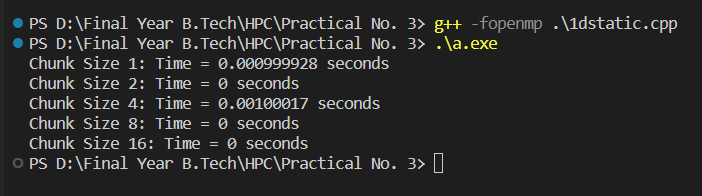 PS D:\Final Year B.Tech\HPC\Practical No. 3> g++ -fopenmp .\1dstatic.cpp
PS D:\Final Year B.Tech\HPC\Practical No. 3> .\a.exe
Chunk Size 1: Time = 0.000999928 seconds
Chunk Size 2: Time = 0 seconds
Chunk Size 4: Time = 0.00100017 seconds
Chunk Size 8: Time = 0 seconds
Chunk Size 16: Time = 0 seconds
PS D:\Final Year B.Tech\HPC\Practical No. 3>